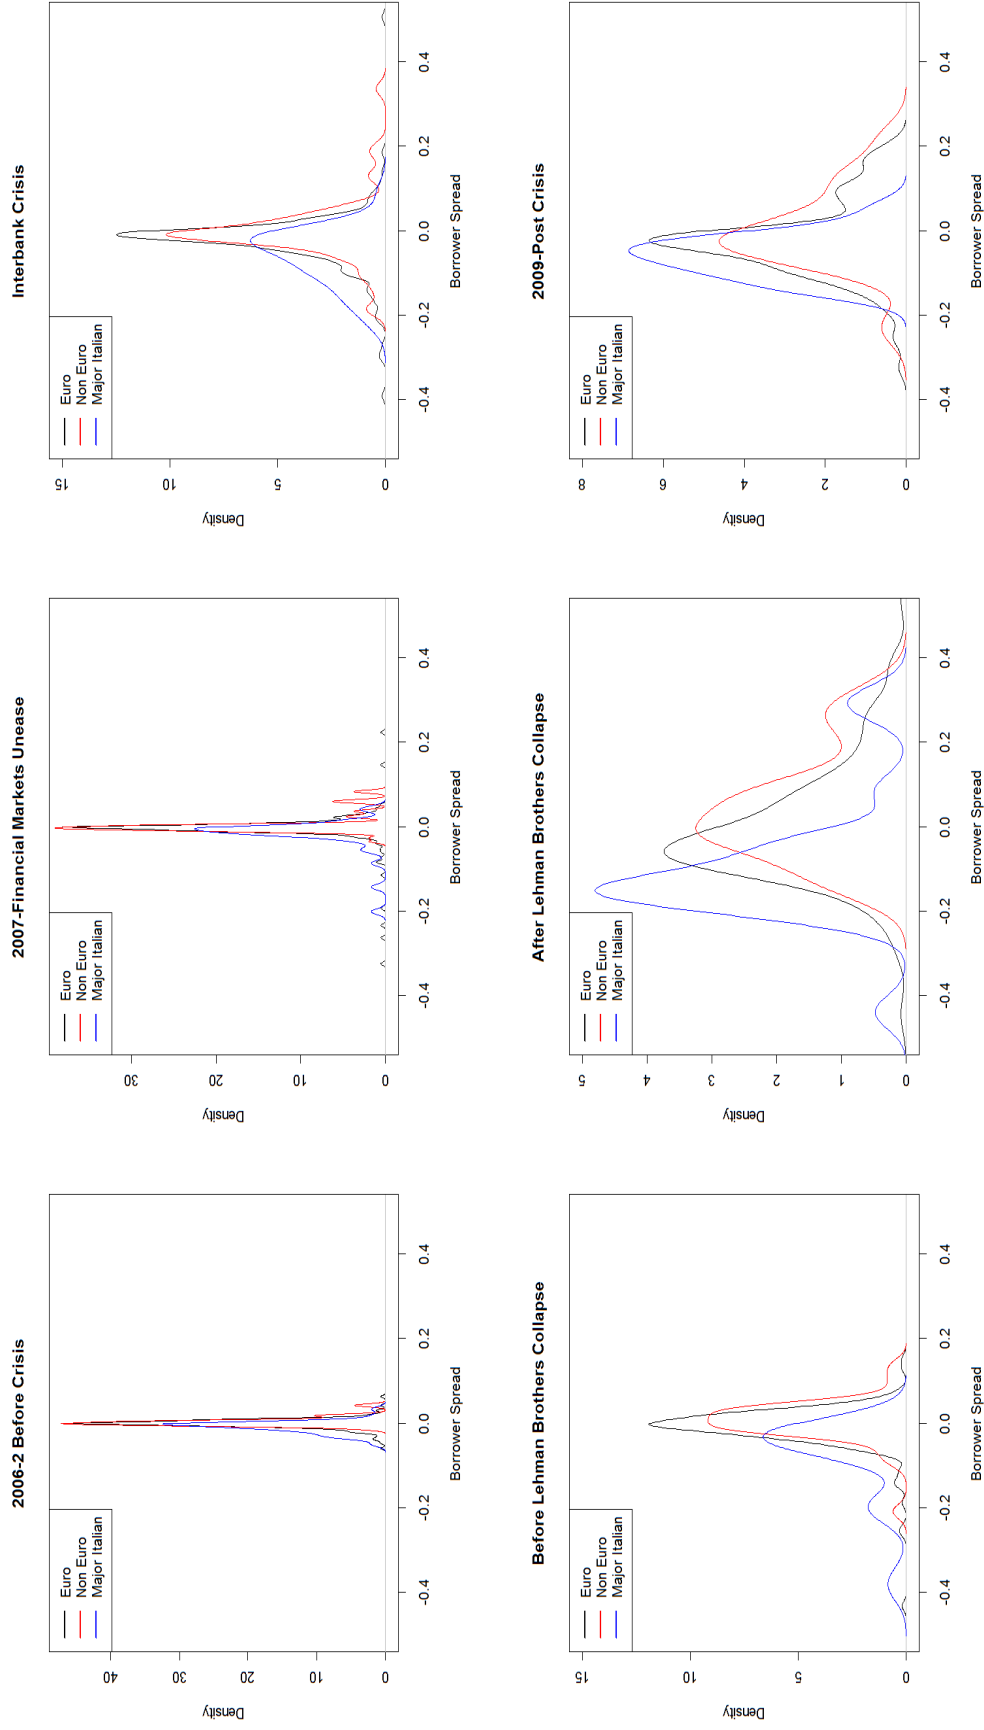 2006-2 Before Crisis
Euro
Non Euro
Major Italian
Density
40
30
20
10
0
-0.4 -0.2 0.0 0.2 0.4
Borrower Spread
2007-Financial Markets Unease
Euro
Non Euro
Major Italian
Density
30
20
10
0
-0.4 -0.2 0.0 0.2 0.4
Borrower Spread
Interbank Crisis
Euro
Non Euro
Major Italian
Density
15
10
5
0
-0.4 -0.2 0.0 0.2 0.4
Borrower Spread
Before Lehman Brothers Collapse
Euro
Non Euro
Major Italian
Density
15
10
5
0
-0.4 -0.2 0.0 0.2 0.4
Borrower Spread
After Lehman Brothers Collapse
Euro
Non Euro
Major Italian
Density
5
4
3
2
1
0
-0.4 -0.2 0.0 0.2 0.4
Borrower Spread
2009-Post Crisis
Euro
Non Euro
Major Italian
Density
8
6
4
2
0
-0.4 -0.2 0.0 0.2 0.4
Borrower Spread